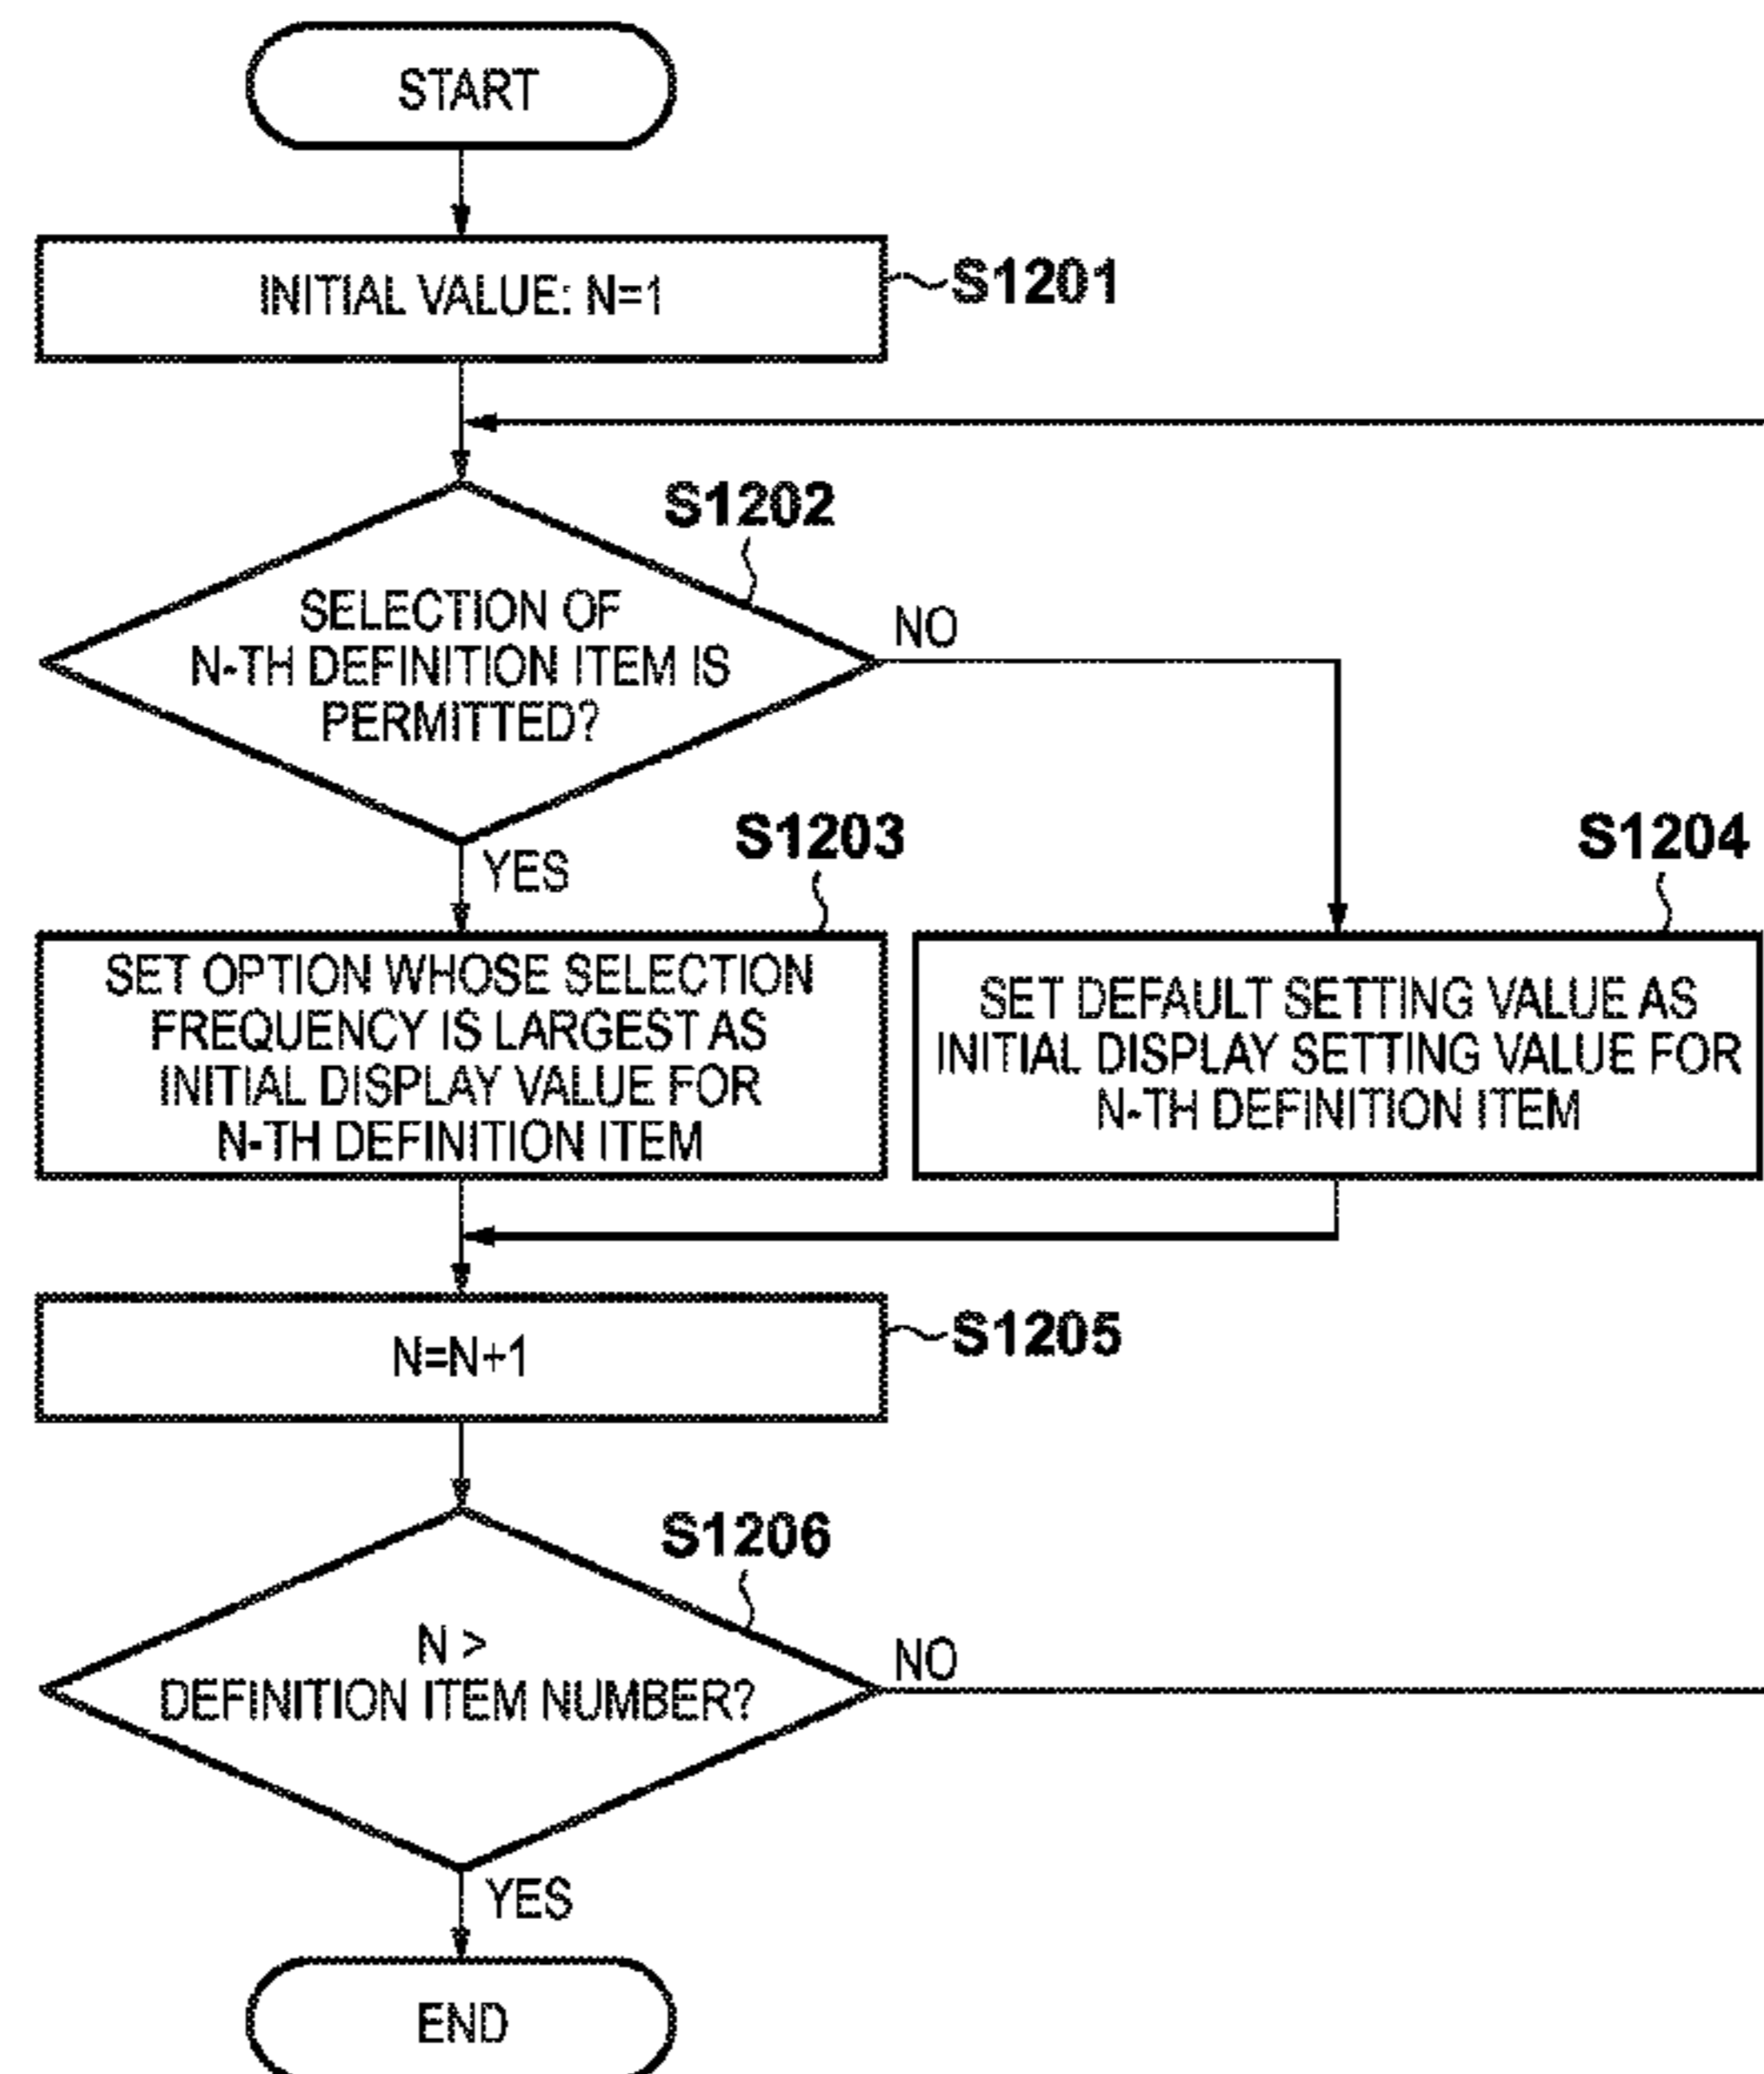 START
INITIAL VALUE: N=1
S1201
S1202
SELECTION OF
N-TH DEFINITION ITEM IS
PERMITTED?
NO
YES
S1203
SET OPTION WHOSE SELECTION
FREQUENCY IS LARGEST AS
INITIAL DISPLAY VALUE FOR
N-TH DEFINITION ITEM
S1204
SET DEFAULT SETTING VALUE AS
INITIAL DISPLAY SETTING VALUE FOR
N-TH DEFINITION ITEM
N=N+1
S1205
S1206
N >
DEFINITION ITEM NUMBER?
NO
YES
END